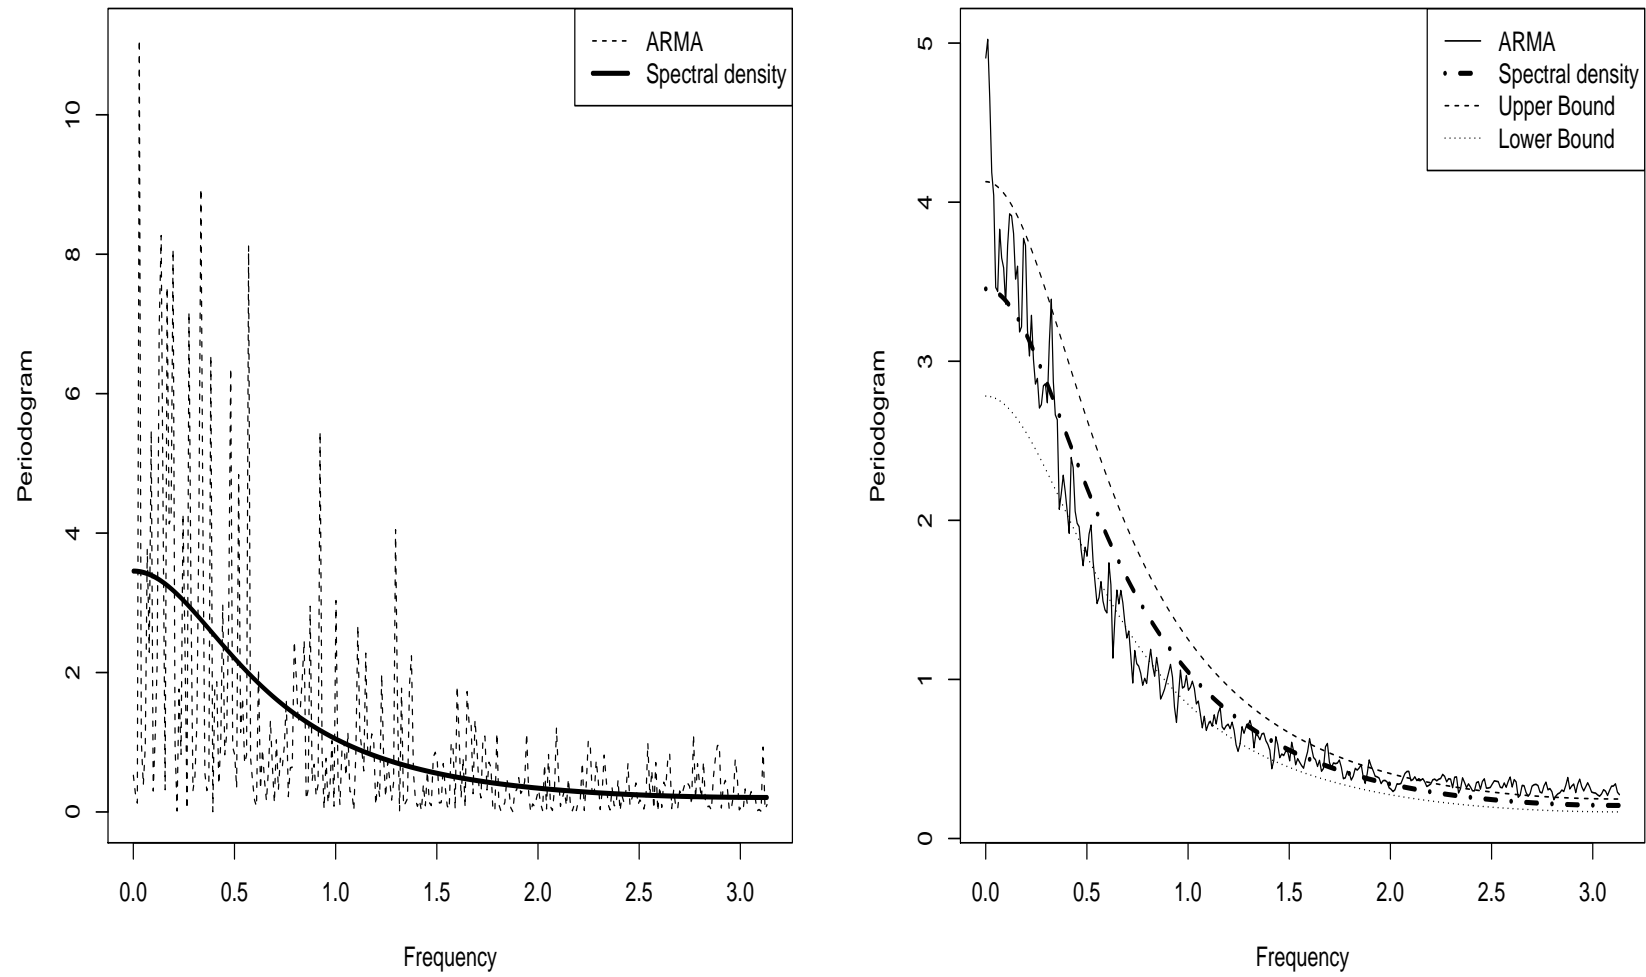 ARMA
Spectral density
Periodogram
10
8
6
4
2
0
0.0 0.5 1.0 1.5 2.0 2.5 3.0
Frequency
ARMA
Spectral density
Upper Bound
Lower Bound
Periodogram
5
4
3
2
1
0
0.0 0.5 1.0 1.5 2.0 2.5 3.0
Frequency